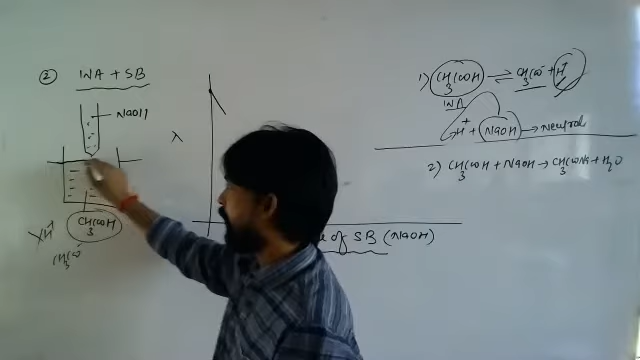 ② WA + SB
NaOH
CH3COOH
XH+
CH3COO-
λ
of SB (NaOH)
1) CH3COOH ⇌ CH3COO- + H+
WA
H+ + NaOH → Neutral
2) CH3COOH + NaOH → CH3COONa + H2O